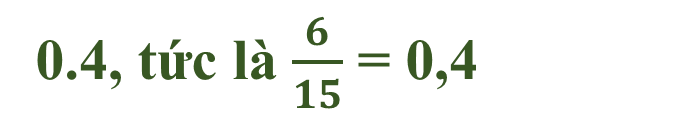 0.4, tức là 6/15 = 0,4